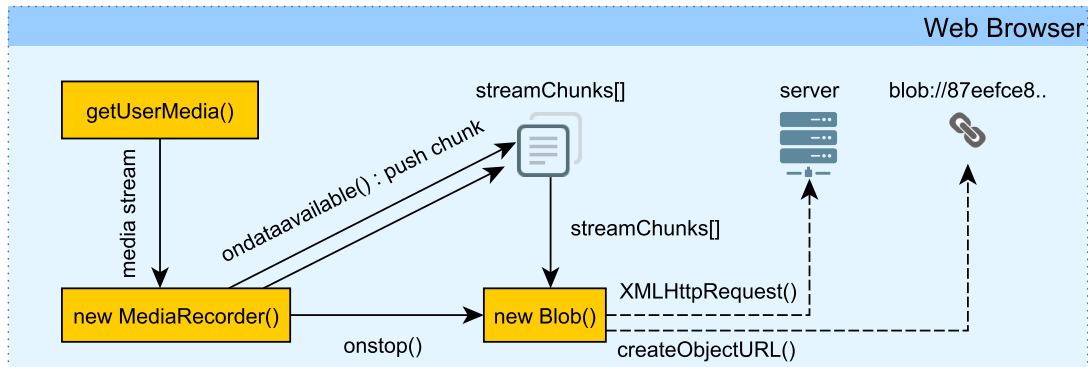 Web Browser
getUserMedia()
streamChunks[]
server
blob://87eefce8..
media stream
ondataavailable() : push chunk
streamChunks[]
new MediaRecorder()
onstop()
new Blob()
XMLHttpRequest()
createObjectURL()